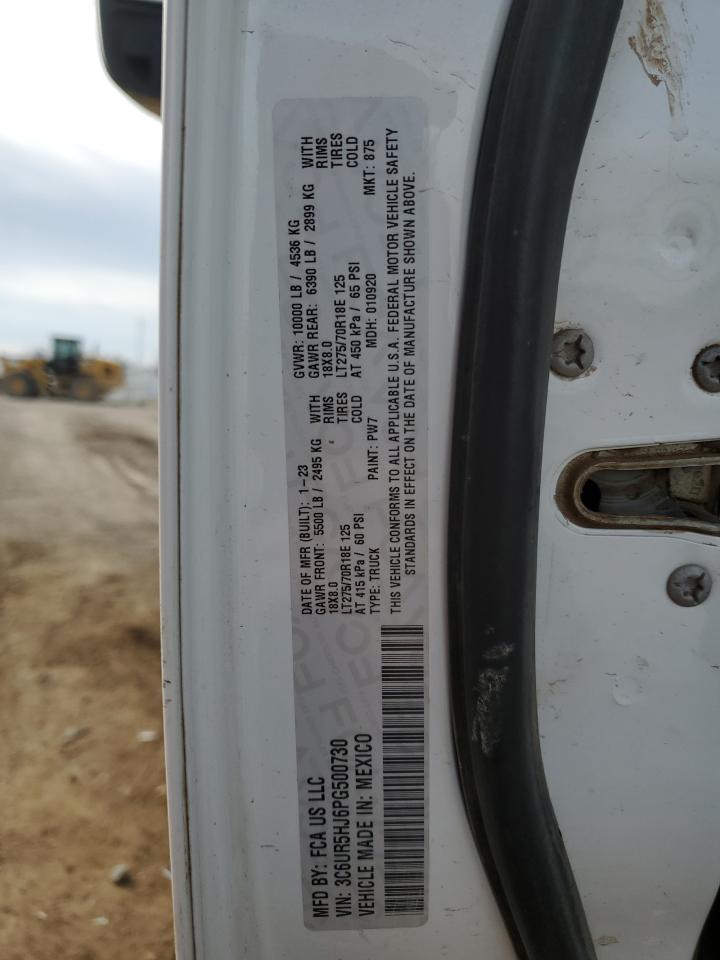 MFD BY: FCA US LLC
VIN: 3C6UR5HJ6PG500730
VEHICLE MADE IN: MEXICO
DATE OF MFR (BUILT): 1-23
GAWR FRONT: 5500 LB / 2495 KG WITH
18X8.0 RIMS
LT275/70R18E 125 TIRES
AT 415 kPa / 60 PSI COLD
TYPE: TRUCK PAINT: PW7
GVWR: 10000 LB / 4536 KG
GAWR REAR: 6390 LB / 2899 KG WITH
18X8.0 RIMS
LT275/70R18E 125 TIRES
AT 450 kPa / 65 PSI COLD
MDH: 010920 MKT: 875
THIS VEHICLE CONFORMS TO ALL APPLICABLE U.S.A. FEDERAL MOTOR VEHICLE SAFETY
STANDARDS IN EFFECT ON THE DATE OF MANUFACTURE SHOWN ABOVE.